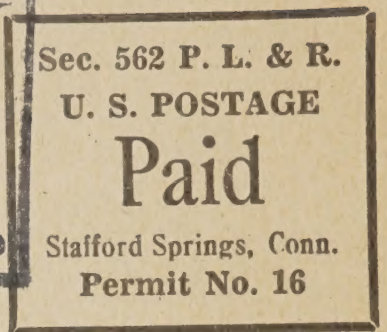 Sec. 562 P. L. & R.
U. S. POSTAGE
Paid
Stafford Springs, Conn.
Permit No. 16